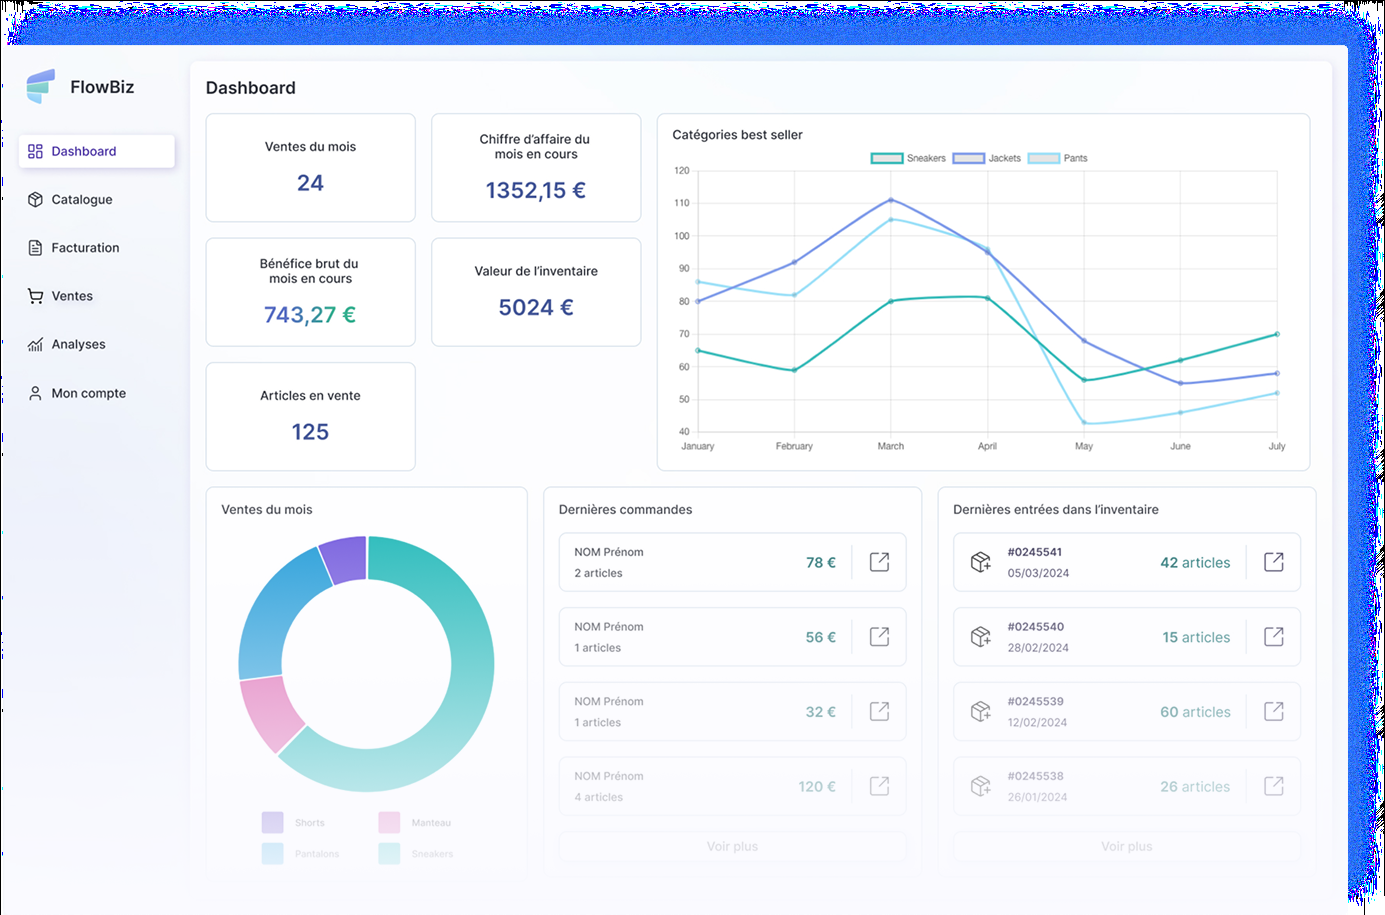 FlowBiz
Dashboard
Catalogue
Facturation
Ventes
Analyses
Mon compte
Dashboard
Ventes du mois
24
Chiffre d'affaire du
mois en cours
1352,15 €
Bénéfice brut du
mois en cours
743,27 €
Valeur de l'inventaire
5024 €
Articles en vente
125
Catégories best seller
Sneakers Jackets Pants
120
110
100
90
80
70
60
50
40
January February March April May June July
Ventes du mois
Shorts Manteau
Pantalons Sneakers
Dernières commandes
NOM Prénom
2 articles
78 €
NOM Prénom
1 articles
56 €
NOM Prénom
1 articles
32 €
NOM Prénom
4 articles
120 €
Voir plus
Dernières entrées dans l'inventaire
#0245541
05/03/2024
42 articles
#0245540
28/02/2024
15 articles
#0245539
12/02/2024
60 articles
#0245538
26/01/2024
26 articles
Voir plus